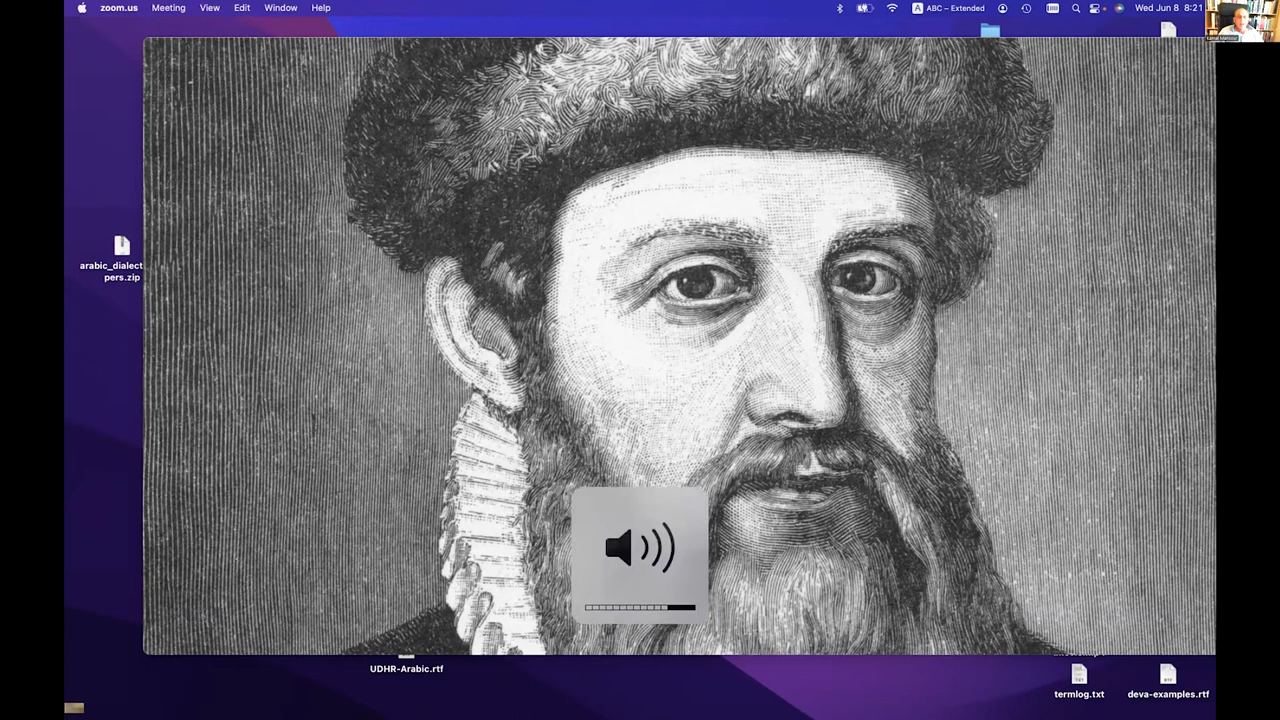 zoom.us Meeting View Edit Window Help ABC – Extended Wed Jun 8 8:21
arabic_dialect
pers.zip
UDHR-Arabic.rtf
termlog.txt
deva-examples.rtf